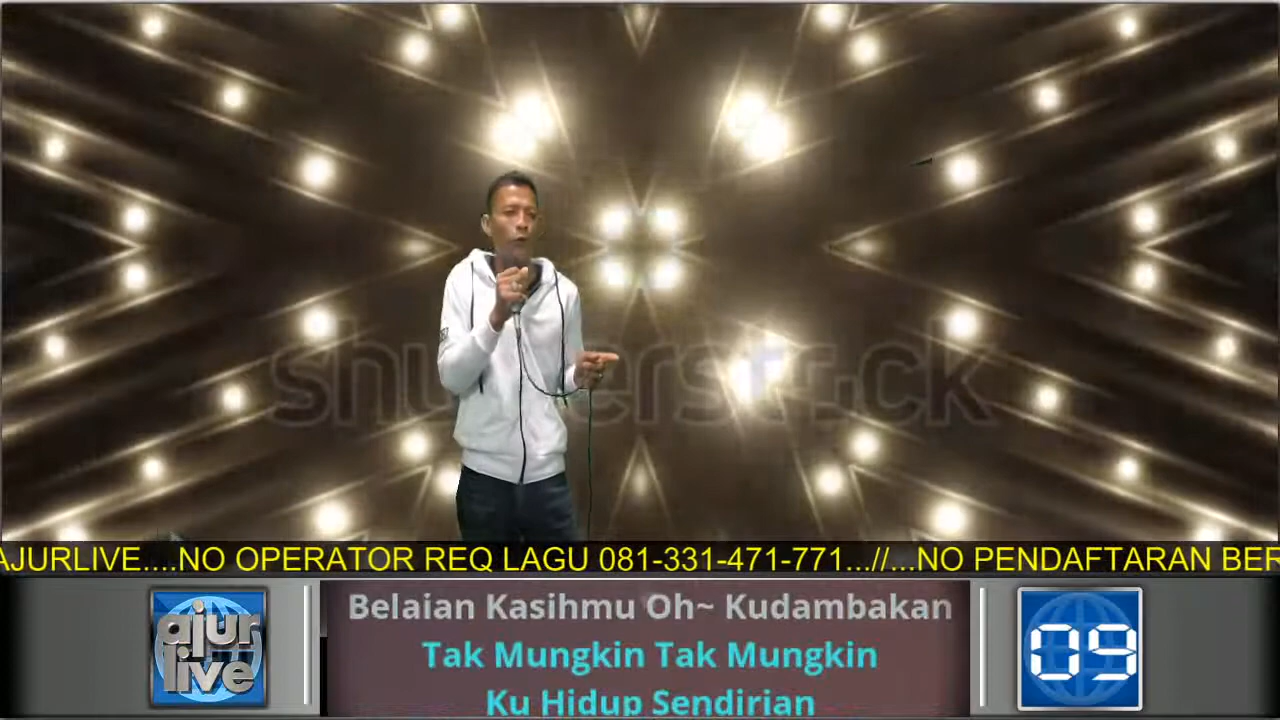 shutterstock
AJURLIVE....NO OPERATOR REQ LAGU 081-331-471-771...//...NO PENDAFTARAN BER
ajur
live
Belaian Kasihmu Oh~ Kudambakan
Tak Mungkin Tak Mungkin
Ku Hidup Sendirian
09